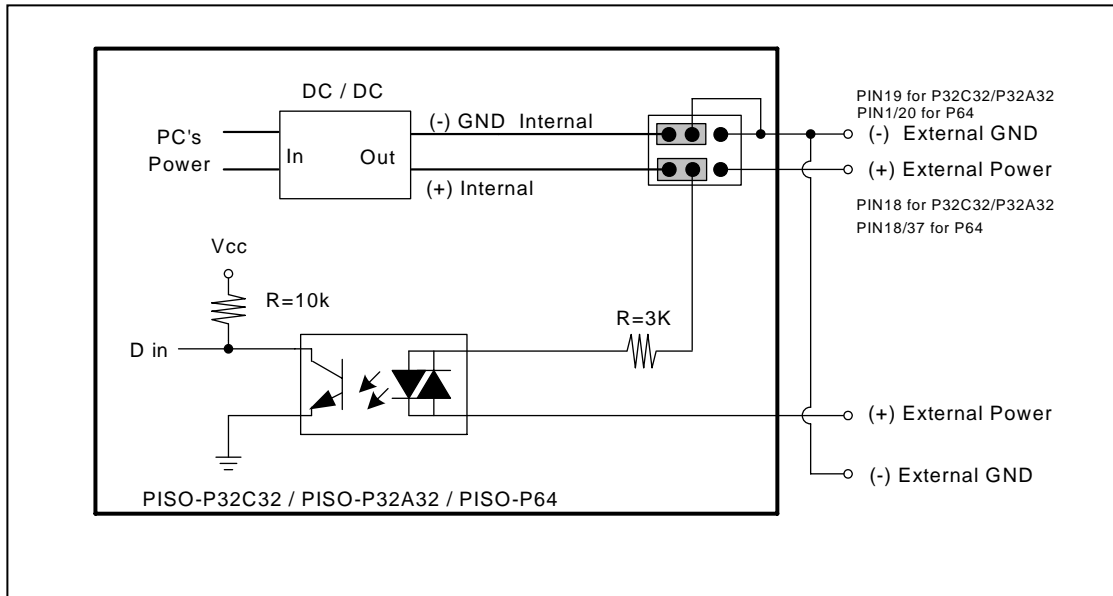 DC / DC
PC's
Power
In
Out
(-) GND Internal
(+) Internal
PIN19 for P32C32/P32A32
PIN1/20 for P64
(-) External GND
(+) External Power
PIN18 for P32C32/P32A32
PIN18/37 for P64
Vcc
R=10k
R=3K
D in
(+) External Power
(-) External GND
PISO-P32C32 / PISO-P32A32 / PISO-P64